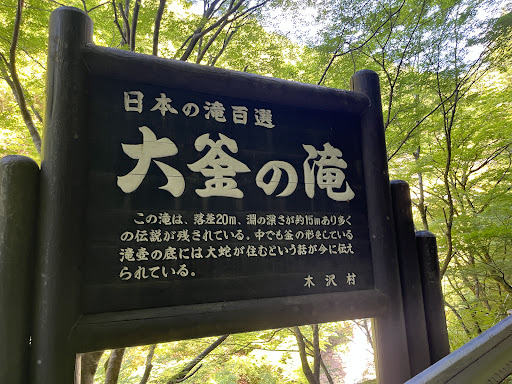 日本の滝百選
大釜の滝
この滝は、落差20m、淵の深さが約15mあり多く
の伝説が残されている。中でも釜の形をしている
滝壺の底には大蛇が住むという話が今に伝え
られている。
木沢村